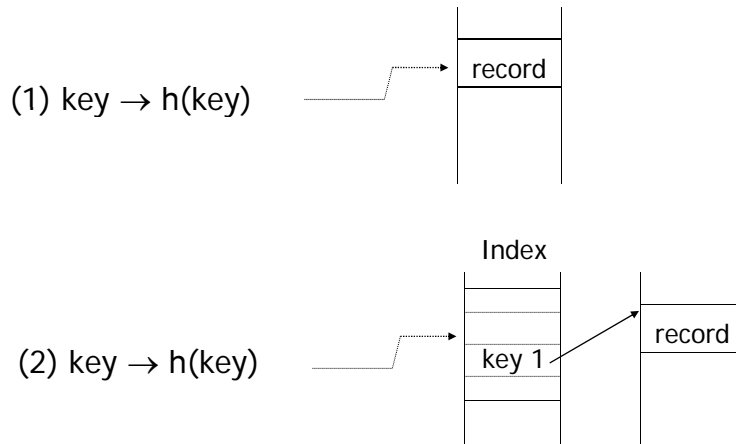 record
(1) key → h(key)
Index
key 1
record
(2) key → h(key)